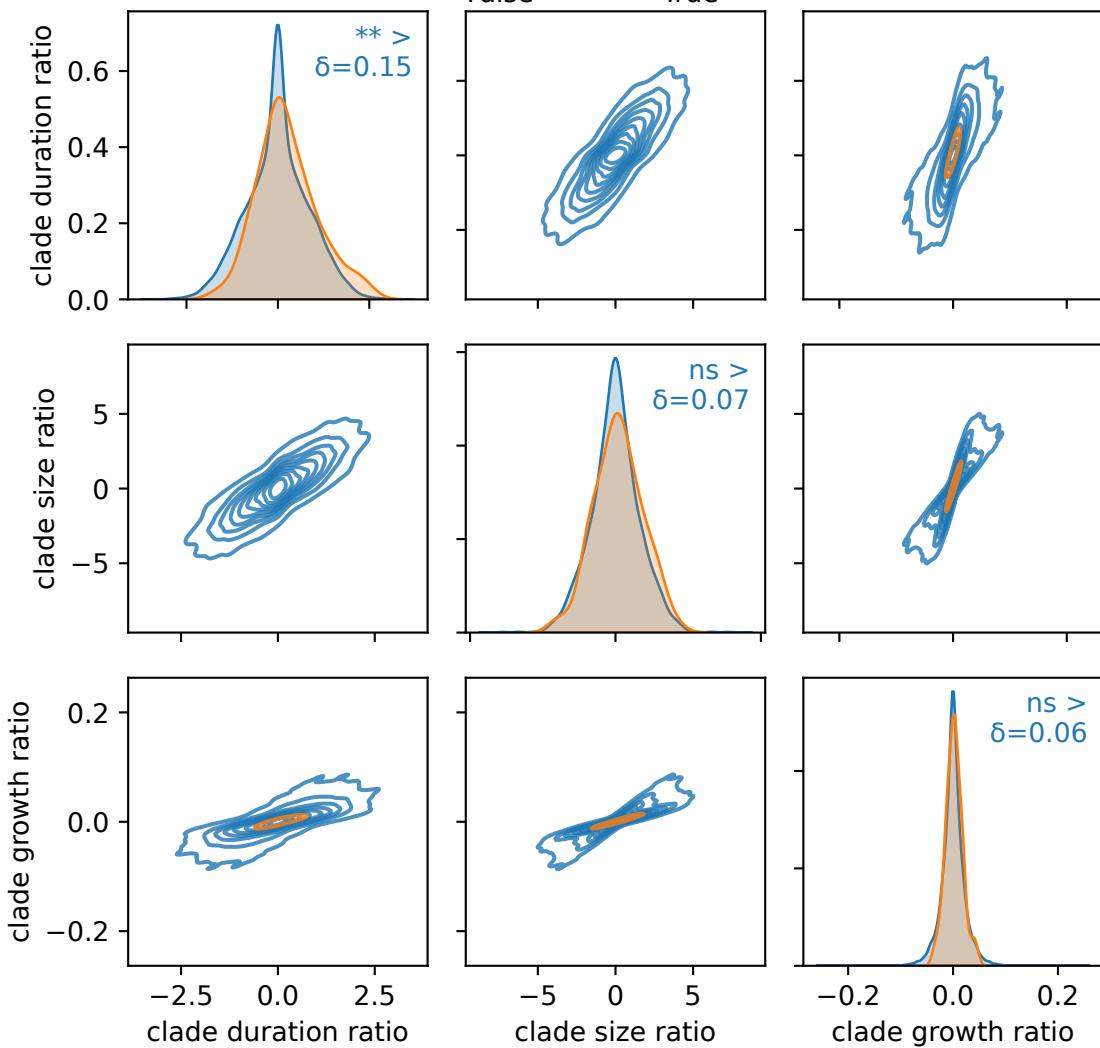 ** >
δ=0.15
clade duration ratio
0.6
0.4
0.2
0.0
ns >
δ=0.07
clade size ratio
5
0
−5
ns >
δ=0.06
clade growth ratio
0.2
0.0
−0.2
−2.5 0.0 2.5 −5 0 5 −0.2 0.0 0.2
clade duration ratio clade size ratio clade growth ratio